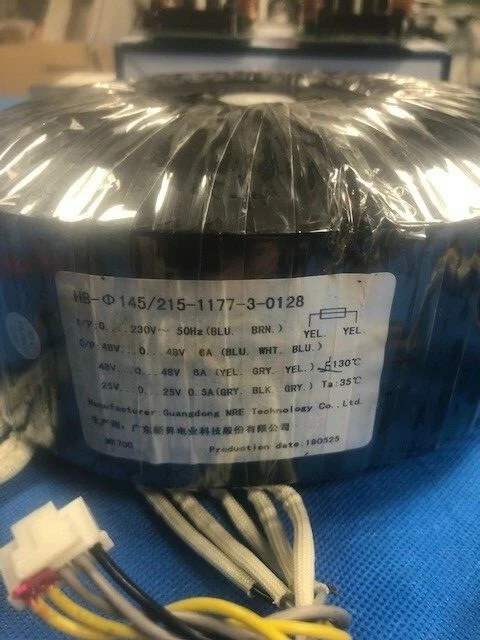 HB-Φ145/215-1177-3-0128
I/P:0...230V~ 50Hz(BLU. BRN.)
YEL. YEL.
O/P:48V...0...48V 6A (BLU. WHT. BLU.)
48V...0...48V 8A (YEL. GRY. YEL.) 130℃
25V...0...25V 0.5A(GRY. BLK. GRY.) Ta:35℃
Manufacturer:Guangdong NRE Technology Co.,Ltd.
生产商:广东新昇电业科技股份有限公司
Production date:190525